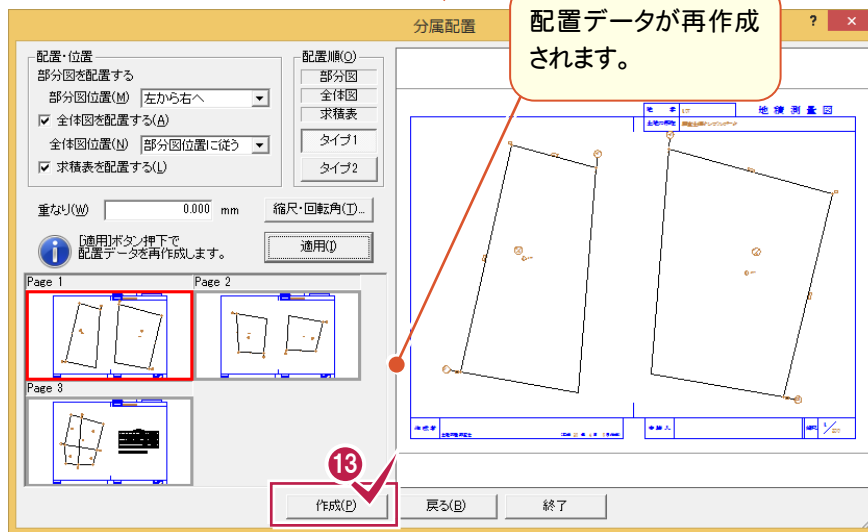 分属配置
? ×
配置データが再作成
されます。
配置・位置
部分図を配置する
部分図位置(M) 左から右へ
全体図を配置する(A)
全体図位置(N) 部分図位置に従う
求積表を配置する(L)
配置順(O)
部分図
全体図
求積表
タイプ1
タイプ2
重なり(W) 0.000 mm
縮尺・回転角(T)...
[適用]ボタン押下で
配置データを再作成します。
適用(I)
Page 1
Page 2
Page 3
地積測量図
13
作成(P)
戻る(B)
終了